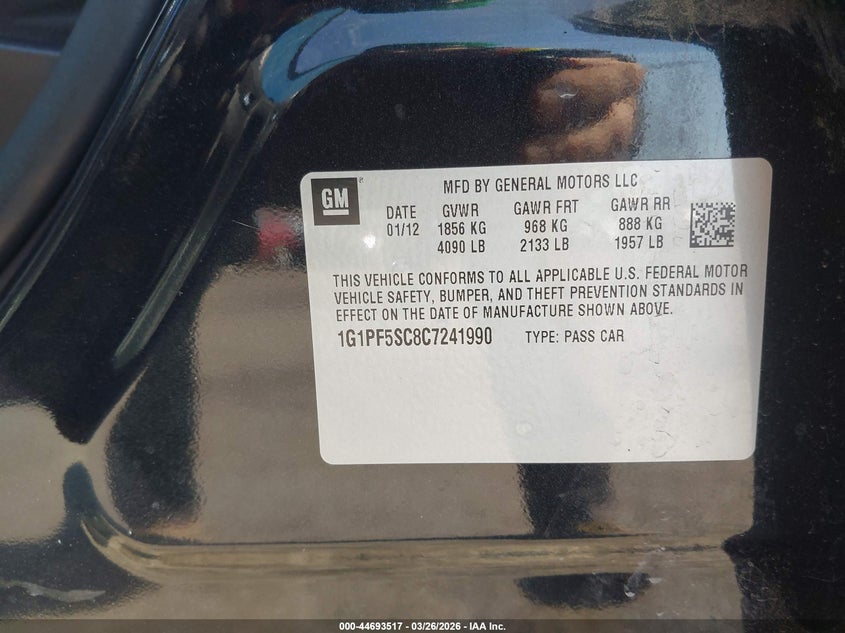 GM
®
MFD BY GENERAL MOTORS LLC
DATE GVWR GAWR FRT GAWR RR
01/12 1856 KG 968 KG 888 KG
4090 LB 2133 LB 1957 LB
THIS VEHICLE CONFORMS TO ALL APPLICABLE U.S. FEDERAL MOTOR
VEHICLE SAFETY, BUMPER, AND THEFT PREVENTION STANDARDS IN
EFFECT ON THE DATE OF MANUFACTURE SHOWN ABOVE.
1G1PF5SC8C7241990 TYPE: PASS CAR
000-44693517 - 03/26/2026 - IAA Inc.